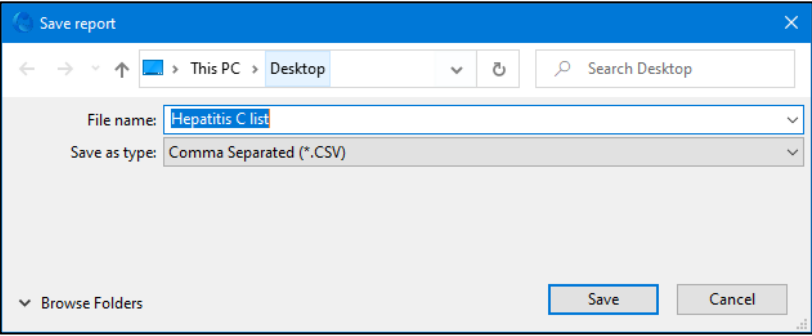 Save report
This PC > Desktop
Search Desktop
File name: Hepatitis C list
Save as type: Comma Separated (*.CSV)
Browse Folders
Save
Cancel